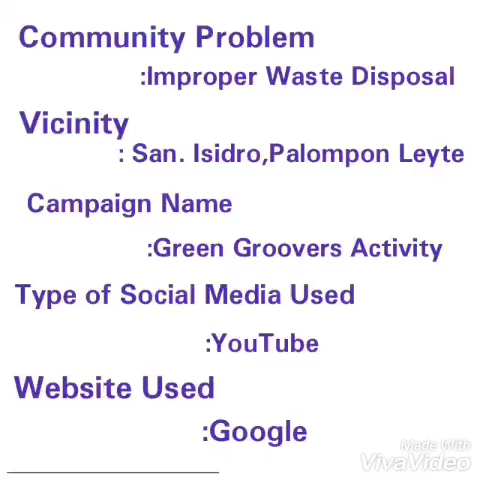 Community Problem
:Improper Waste Disposal
Vicinity
: San. Isidro,Palompon Leyte
Campaign Name
:Green Groovers Activity
Type of Social Media Used
:YouTube
Website Used
:Google
Made With
VivaVideo